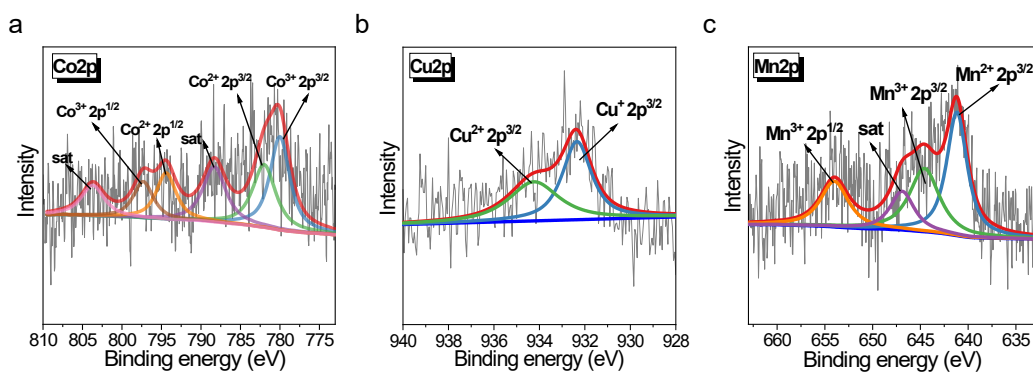 a
Co2p
sat
Co³⁺ 2p¹/²
Co²⁺ 2p¹/²
sat
Co²⁺ 2p³/²
Co³⁺ 2p³/²
Intensity
810 805 800 795 790 785 780 775
Binding energy (eV)
b
Cu2p
Cu²⁺ 2p³/²
Cu⁺ 2p³/²
Intensity
940 938 936 934 932 930 928
Binding energy (eV)
c
Mn2p
Mn³⁺ 2p¹/²
sat
Mn³⁺ 2p³/²
Mn²⁺ 2p³/²
Intensity
660 655 650 645 640 635
Binding energy (eV)